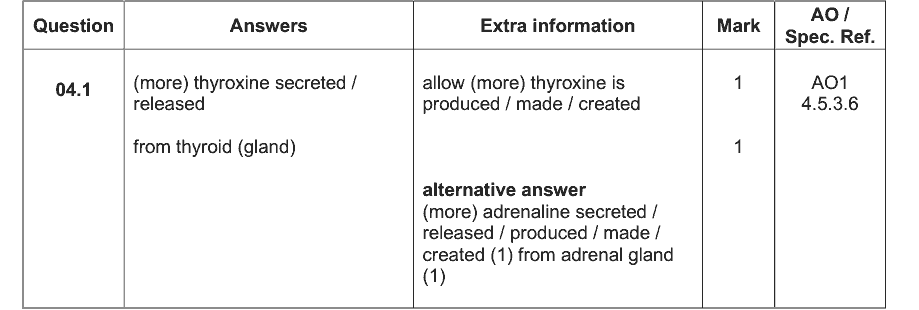 Question Answers Extra information Mark AO /
Spec. Ref.
04.1 (more) thyroxine secreted /
released
from thyroid (gland)
allow (more) thyroxine is
produced / made / created
alternative answer
(more) adrenaline secreted /
released / produced / made /
created (1) from adrenal gland
(1)
1
1
AO1
4.5.3.6